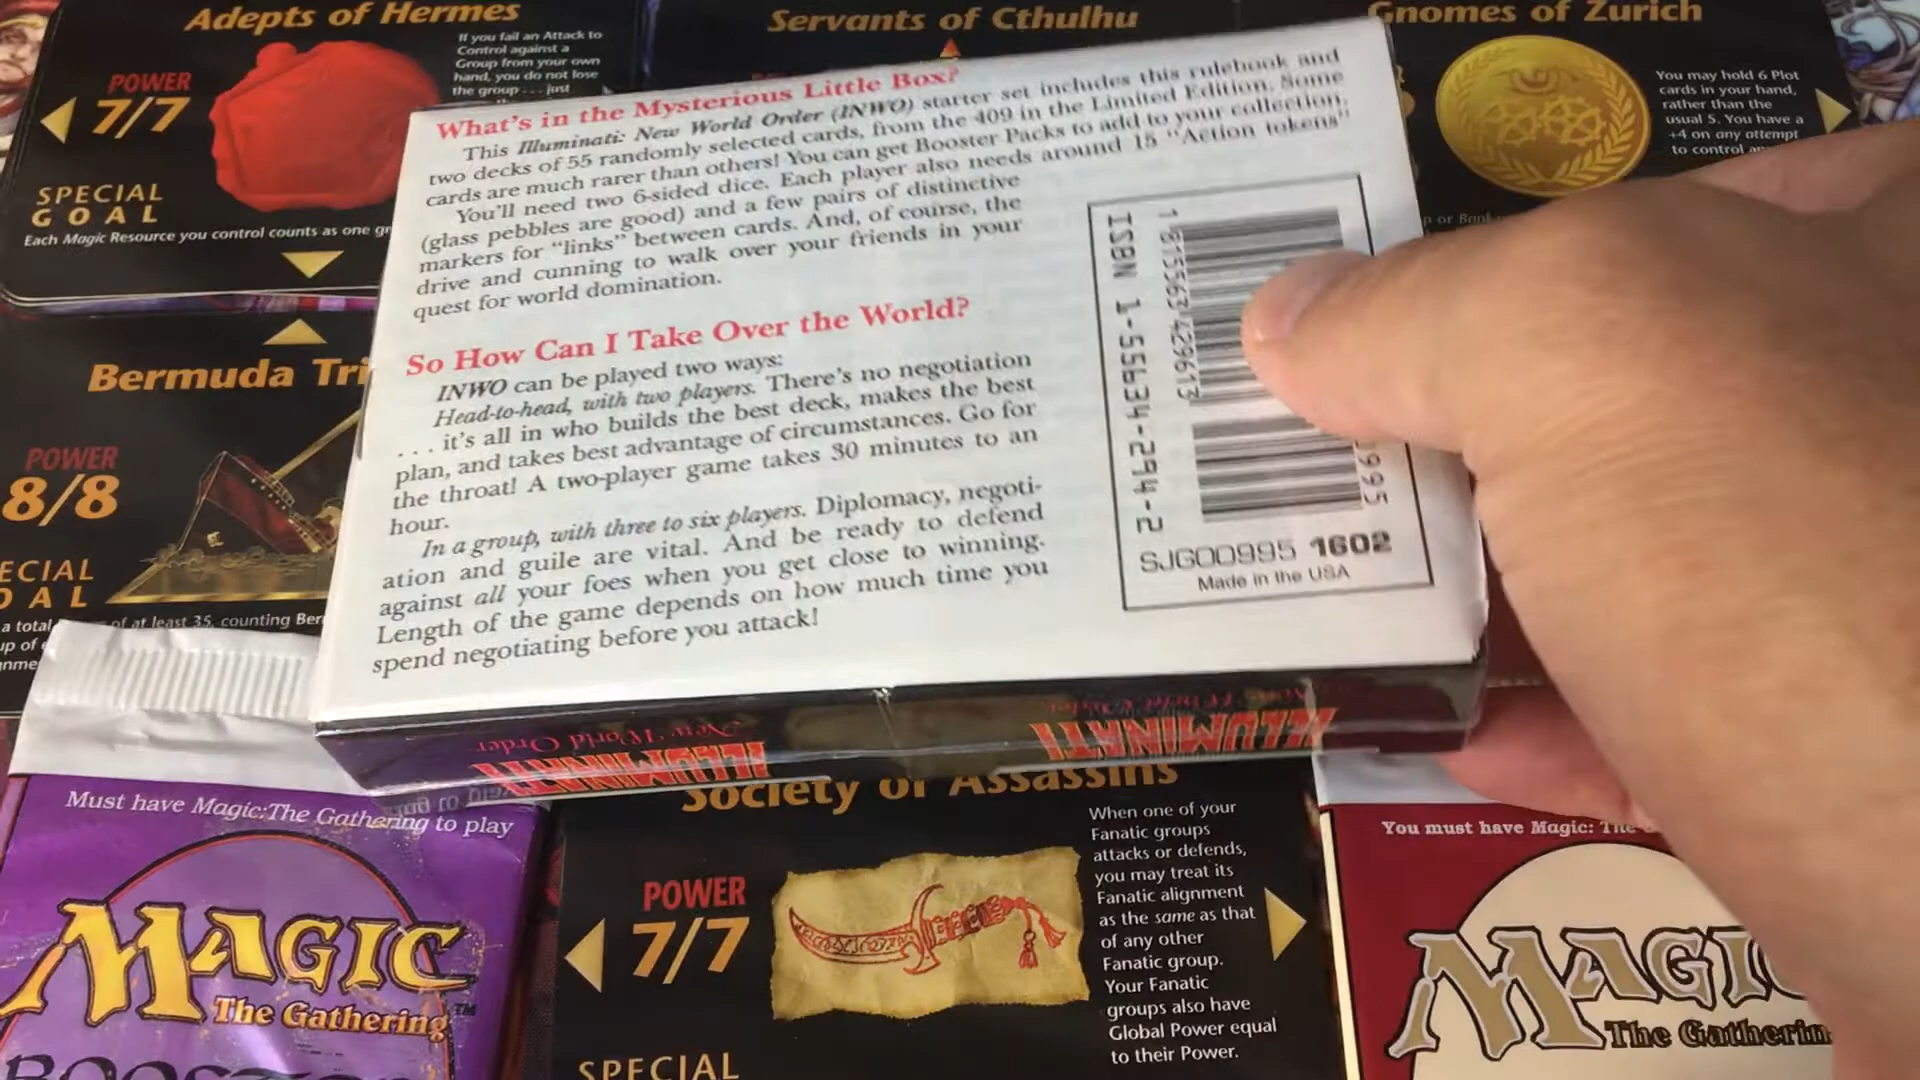 Adepts of Hermes
POWER
7/7
If you fail an Attack to
Control against a
Group from your own
hand, you do not lose
the group . . . just
SPECIAL
GOAL
Each Magic Resource you control counts as one
Servants of Cthulhu
Gnomes of Zurich
You may hold 6 Plot
cards in your hand,
rather than the
usual 5. You have a
+4 on any attempt
to control
What's in the Mysterious Little Box?
This Illuminati: New World Order (INWO) starter set includes this rulebook and
two decks of 55 randomly selected cards, from the 409 in the Limited Edition. Some
cards are much rarer than others! You can get Booster Packs to add to your collection.
You'll need two 6-sided dice. Each player also needs around 15 "Action tokens"
(glass pebbles are good) and a few pairs of distinctive
markers for "links" between cards. And, of course, the
drive and cunning to walk over your friends in your
quest for world domination.
So How Can I Take Over the World?
INWO can be played two ways:
Head-to-head, with two players. There's no negotiation
. . . it's all in who builds the best deck, makes the best
plan, and takes best advantage of circumstances. Go for
the throat! A two-player game takes 30 minutes to an
hour.
In a group, with three to six players. Diplomacy, negoti-
ation and guile are vital. And be ready to defend
against all your foes when you get close to winning.
Length of the game depends on how much time you
spend negotiating before you attack!
ISBN 1-55634-294-2
SJG00995 1602
Made in the USA
ILLUMINATI
New World Order
ILLUMINATI
Bermuda Tri
POWER
8/8
ECIAL
OAL
a total of at least 35, counting Ber
Must have Magic:The Gathering to play
MAGIC
The Gathering
BOOSTER
Society of Assassins
POWER
7/7
SPECIAL
When one of your
Fanatic groups
attacks or defends,
you may treat its
Fanatic alignment
as the same as that
of any other
Fanatic group.
Your Fanatic
groups also have
Global Power equal
to their Power.
You must have Magic: The
MAGIC
The Gatherin